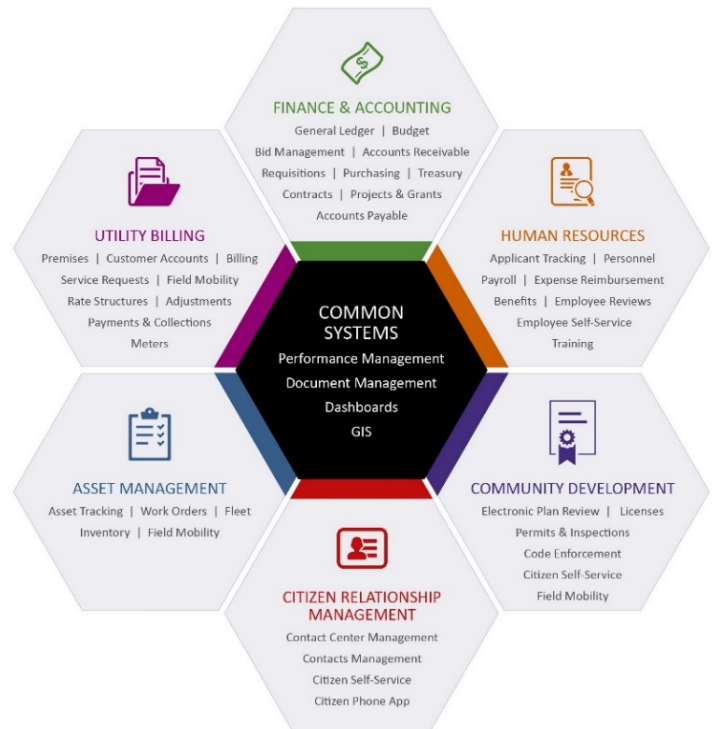 FINANCE & ACCOUNTING
General Ledger | Budget
Bid Management | Accounts Receivable
Requisitions | Purchasing | Treasury
Contracts | Projects & Grants
Accounts Payable
UTILITY BILLING
Premises | Customer Accounts | Billing
Service Requests | Field Mobility
Rate Structures | Adjustments
Payments & Collections
Meters
HUMAN RESOURCES
Applicant Tracking | Personnel
Payroll | Expense Reimbursement
Benefits | Employee Reviews
Employee Self-Service
Training
COMMON
SYSTEMS
Performance Management
Document Management
Dashboards
GIS
ASSET MANAGEMENT
Asset Tracking | Work Orders | Fleet
Inventory | Field Mobility
COMMUNITY DEVELOPMENT
Electronic Plan Review | Licenses
Permits & Inspections
Code Enforcement
Citizen Self-Service
Field Mobility
CITIZEN RELATIONSHIP
MANAGEMENT
Contact Center Management
Contacts Management
Citizen Self-Service
Citizen Phone App